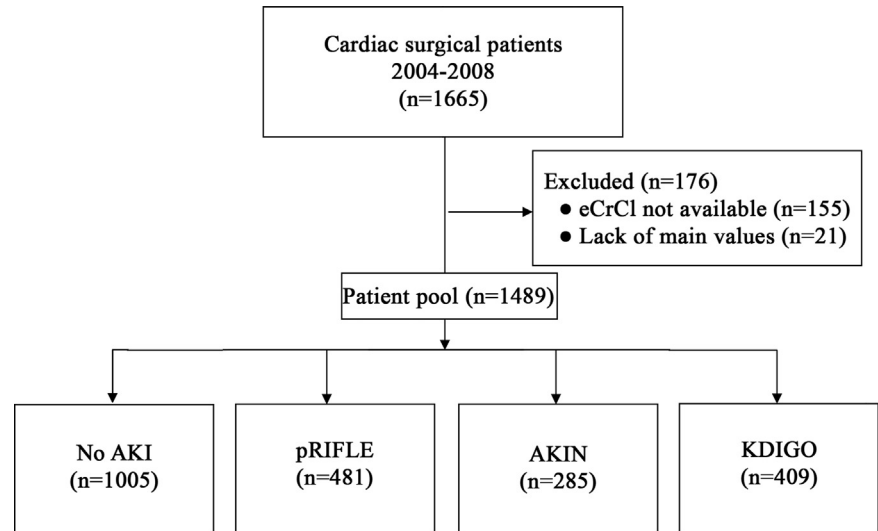 Cardiac surgical patients
2004-2008
(n=1665)
Excluded (n=176)
● eCrCl not available (n=155)
● Lack of main values (n=21)
Patient pool (n=1489)
No AKI
(n=1005)
pRIFLE
(n=481)
AKIN
(n=285)
KDIGO
(n=409)